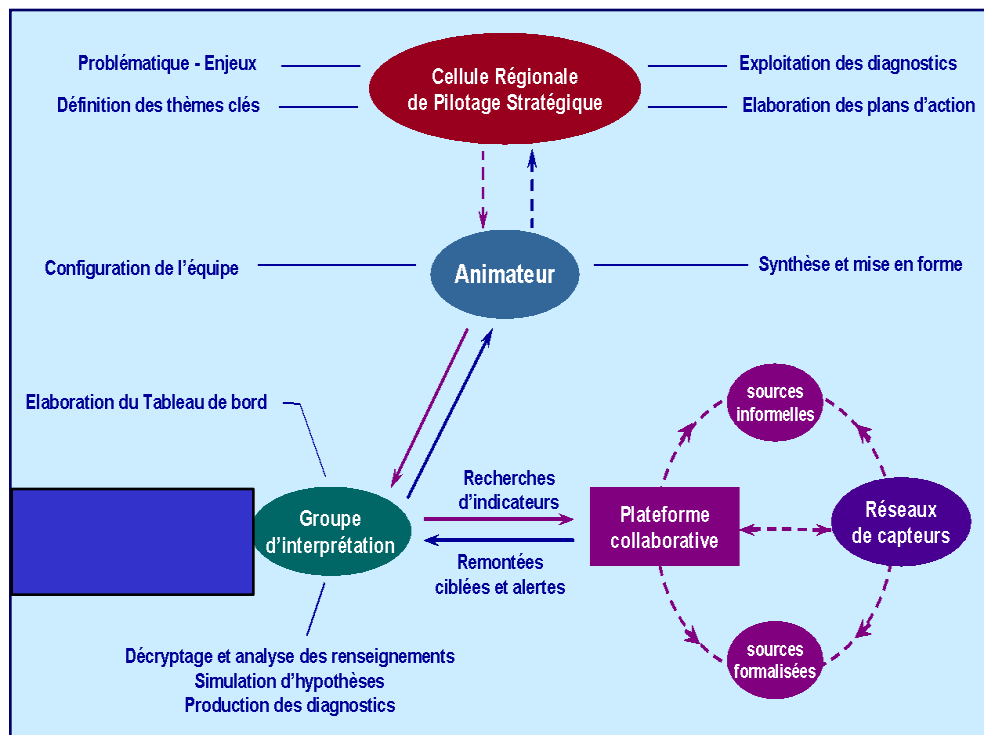 Problématique - Enjeux
Définition des thèmes clés
Cellule Régionale
de Pilotage Stratégique
Exploitation des diagnostics
Elaboration des plans d'action
Configuration de l'équipe
Animateur
Synthèse et mise en forme
Elaboration du Tableau de bord
Groupe
d'interprétation
Recherches
d'indicateurs
Remontées
ciblées et alertes
Plateforme
collaborative
sources
informelles
Réseaux
de capteurs
sources
formalisées
Décryptage et analyse des renseignements
Simulation d'hypothèses
Production des diagnostics